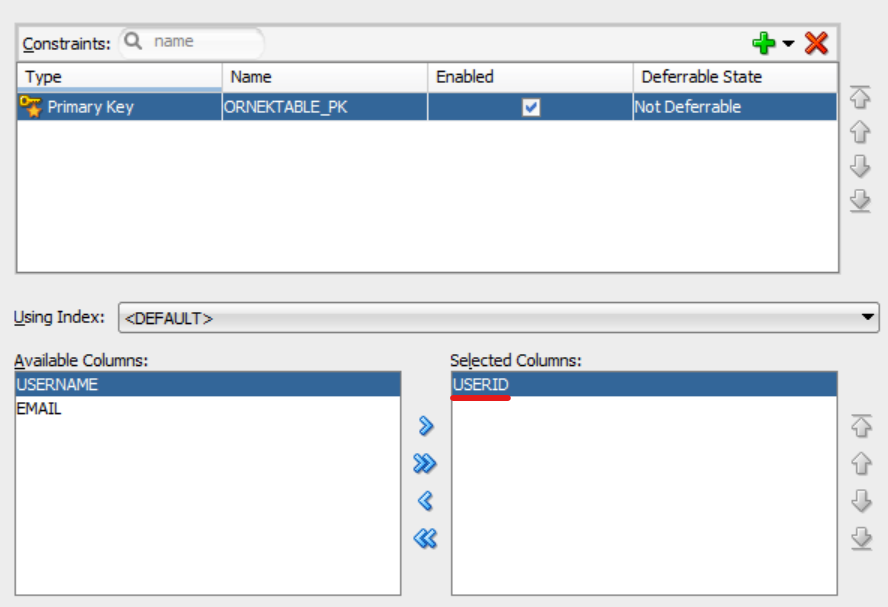 Constraints: name
Type Name Enabled Deferrable State
Primary Key ORNEKTABLE_PK Not Deferrable
Using Index: <DEFAULT>
Available Columns: Selected Columns:
USERNAME USERID
EMAIL